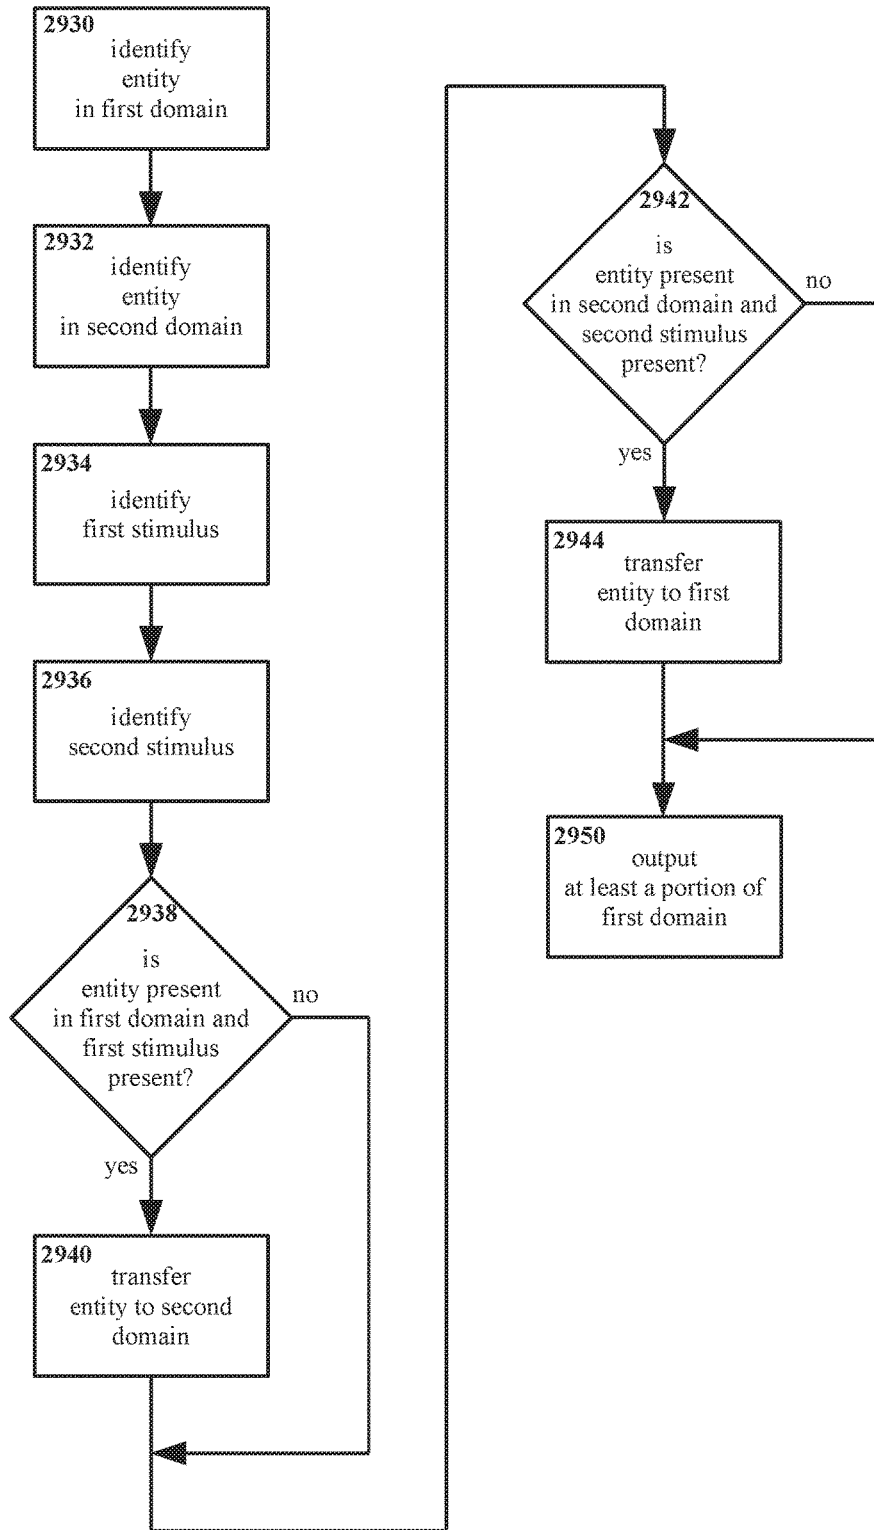 2930
identify
entity
in first domain
2932
identify
entity
in second domain
2934
identify
first stimulus
2936
identify
second stimulus
2938
is
entity present
in first domain and
first stimulus
present?
no
yes
2940
transfer
entity to second
domain
2942
is
entity present
in second domain and
second stimulus
present?
no
yes
2944
transfer
entity to first
domain
2950
output
at least a portion of
first domain